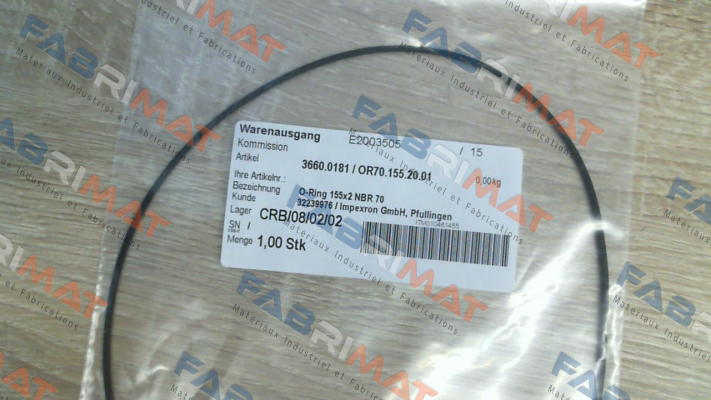 Warenausgang E2003505 / 15
Kommission
Artikel 3660.0181 / OR70.155.20.01
Ihre Artikelnr.: 0,00kg
Bezeichnung O-Ring 155x2 NBR 70
Kunde 32239976 / Impexron GmbH, Pfullingen
Lager CRB/08/02/02
ITM010461455
SN /
Menge 1,00 Stk
FABRIMAT
Materiaux Industriel et Fabrications